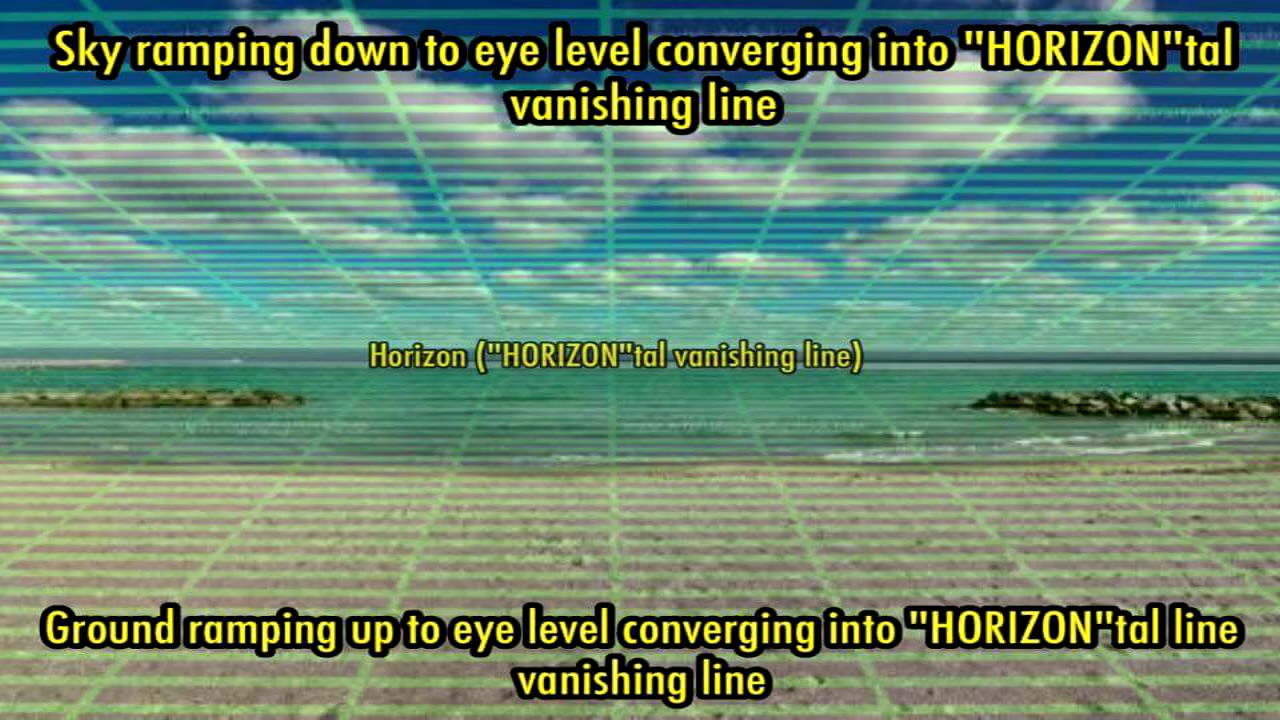 Sky ramping down to eye level converging into "HORIZON"tal
vanishing line
Horizon ("HORIZON"tal vanishing line)
Ground ramping up to eye level converging into "HORIZON"tal line
vanishing line